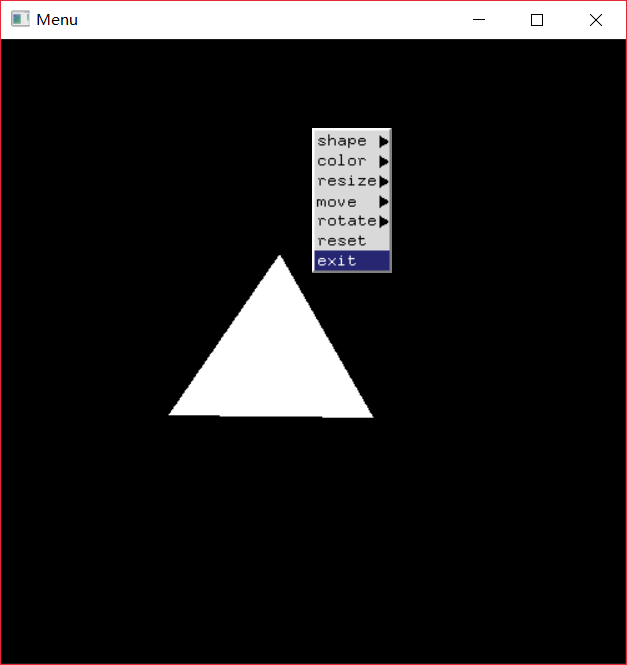 Menu
shape
color
resize
move
rotate
reset
exit